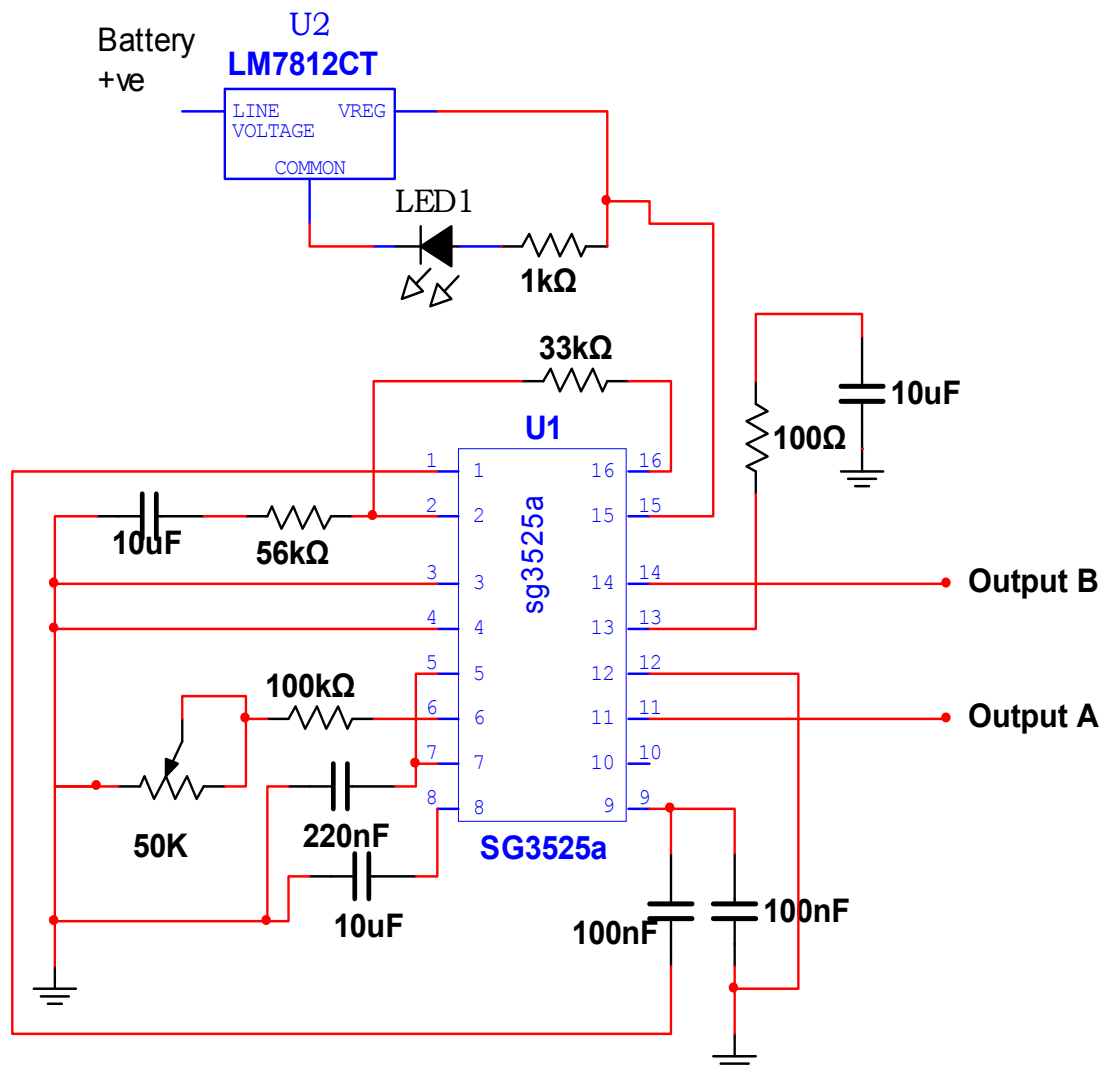 Battery
+ve
U2
LM7812CT
LINE
VOLTAGE
VREG
COMMON
LED1
1kΩ
33kΩ
10uF
100Ω
U1
1
1
16
16
2
2
15
15
10uF
56kΩ
sg3525a
3
3
14
14
Output B
4
4
13
13
5
5
12
12
100kΩ
6
6
11
11
Output A
7
7
10
10
8
8
9
9
50K
220nF
SG3525a
10uF
100nF
100nF